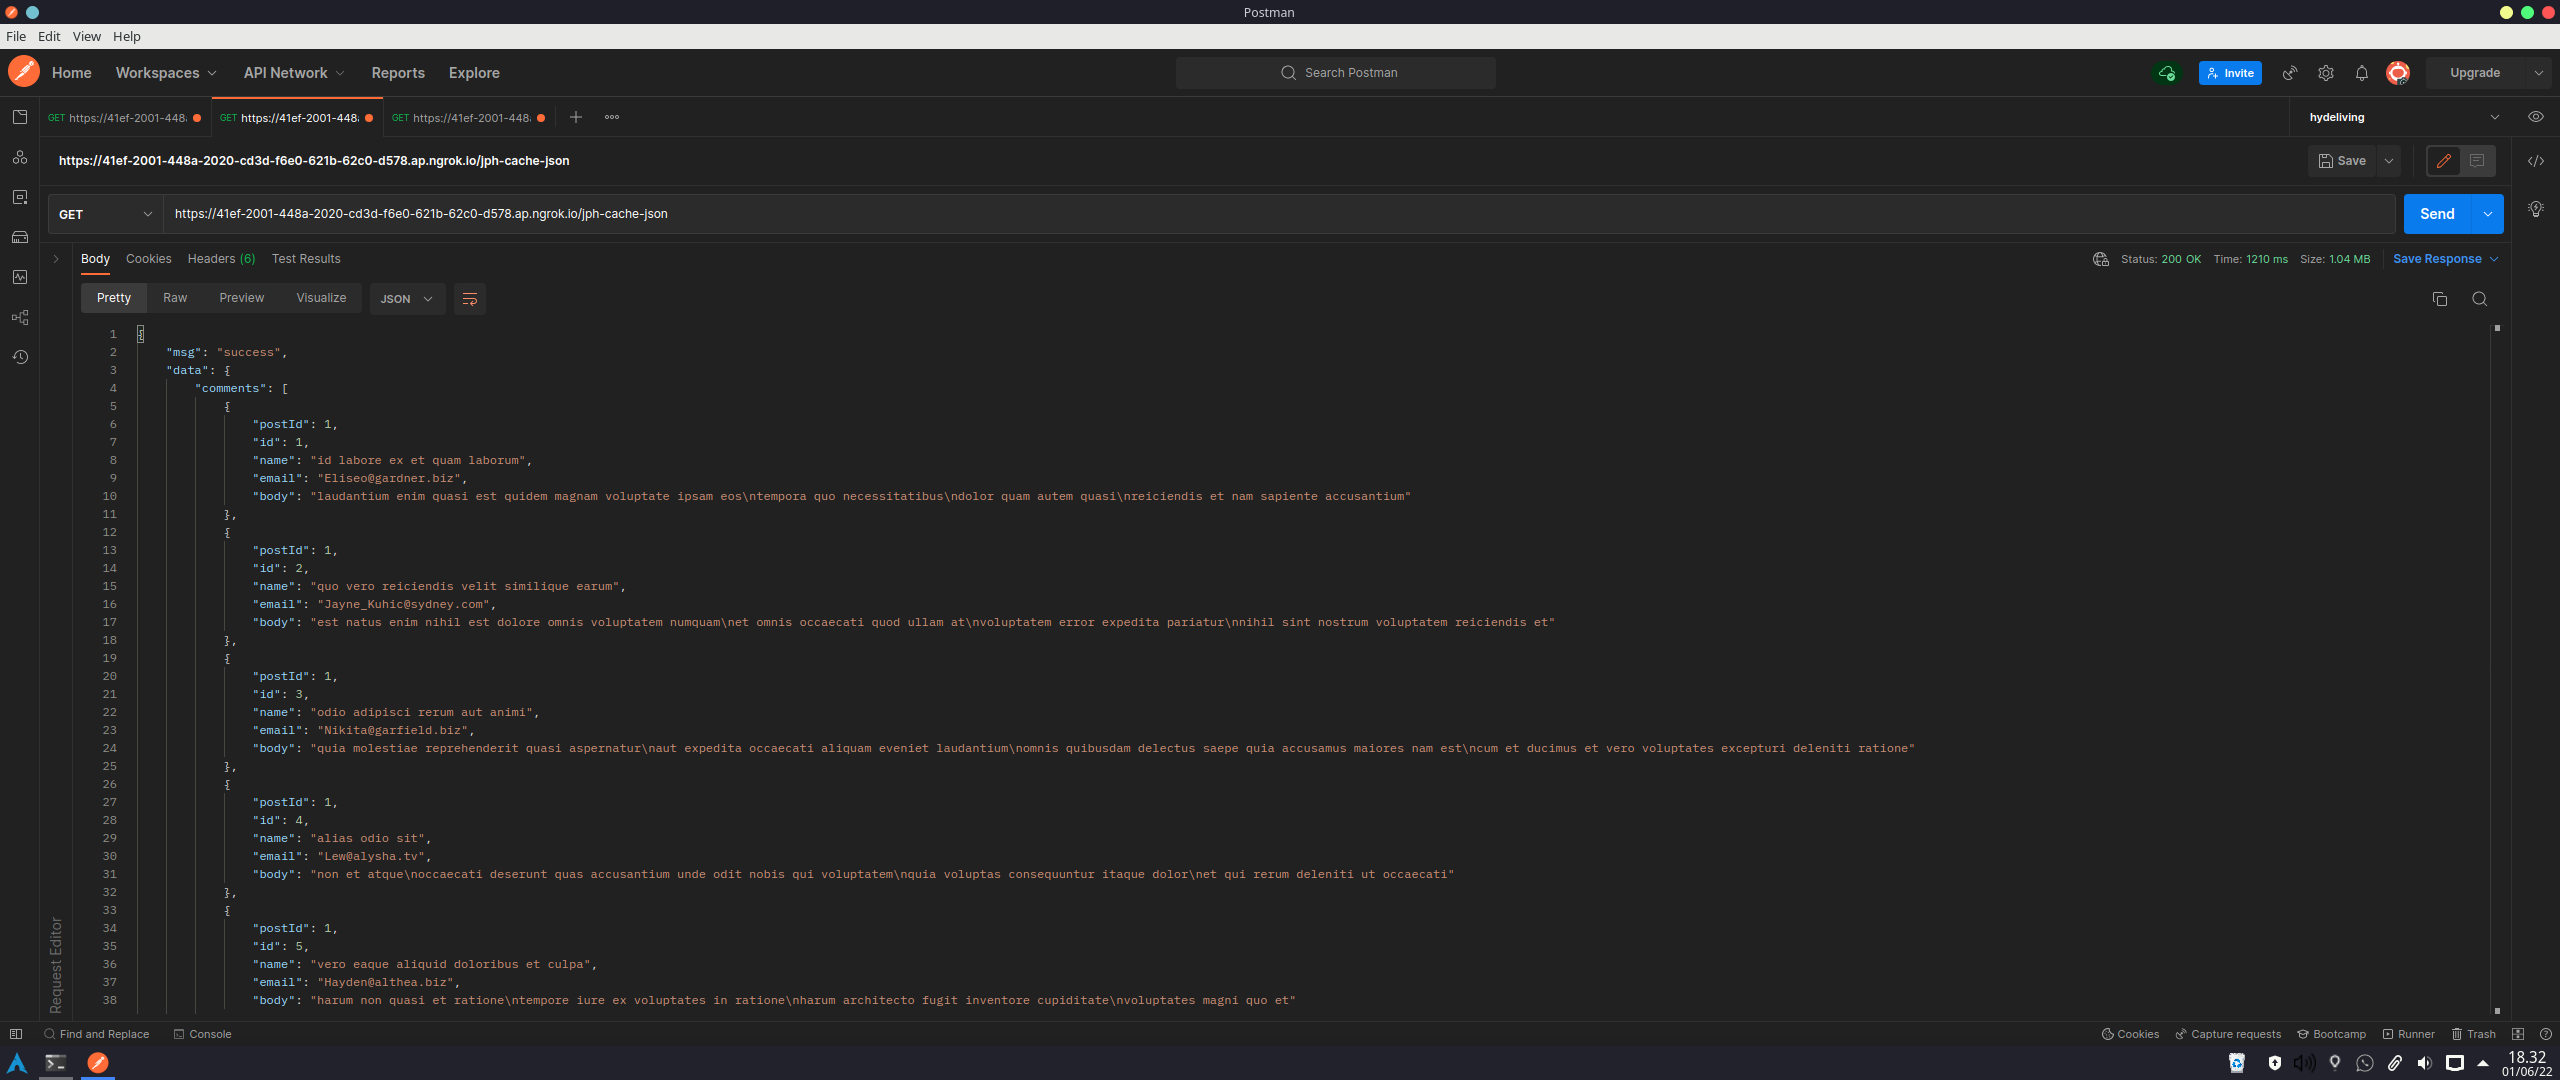 Postman
File Edit View Help
Home Workspaces API Network Reports Explore Search Postman Invite Upgrade
GET https://41ef-2001-448a GET https://41ef-2001-448a GET https://41ef-2001-448a hydeliving
https://41ef-2001-448a-2020-cd3d-f6e0-621b-62c0-d578.ap.ngrok.io/jph-cache-json Save
GET https://41ef-2001-448a-2020-cd3d-f6e0-621b-62c0-d578.ap.ngrok.io/jph-cache-json Send
Body Cookies Headers (6) Test Results Status: 200 OK Time: 1210 ms Size: 1.04 MB Save Response
Pretty Raw Preview Visualize JSON
1 {
2 "msg": "success",
3 "data": {
4 "comments": [
5 {
6 "postId": 1,
7 "id": 1,
8 "name": "id labore ex et quam laborum",
9 "email": "Eliseo@gardner.biz",
10 "body": "laudantium enim quasi est quidem magnam voluptate ipsam eos\ntempora quo necessitatibus\ndolor quam autem quasi\nreiciendis et nam sapiente accusantium"
11 },
12 {
13 "postId": 1,
14 "id": 2,
15 "name": "quo vero reiciendis velit similique earum",
16 "email": "Jayne_Kuhic@sydney.com",
17 "body": "est natus enim nihil est dolore omnis voluptatem numquam\net omnis occaecati quod ullam at\nvoluptatem error expedita pariatur\nnihil sint nostrum voluptatem reiciendis et"
18 },
19 {
20 "postId": 1,
21 "id": 3,
22 "name": "odio adipisci rerum aut animi",
23 "email": "Nikita@garfield.biz",
24 "body": "quia molestiae reprehenderit quasi aspernatur\naut expedita occaecati aliquam eveniet laudantium\nomnis quibusdam delectus saepe quia accusamus maiores nam est\ncum et ducimus et vero voluptates excepturi deleniti ratione"
25 },
26 {
27 "postId": 1,
28 "id": 4,
29 "name": "alias odio sit",
30 "email": "Lew@alysha.tv",
31 "body": "non et atque\noccaecati deserunt quas accusantium unde odit nobis qui voluptatem\nquia voluptas consequuntur itaque dolor\net qui rerum deleniti ut occaecati"
32 },
33 {
34 "postId": 1,
35 "id": 5,
36 "name": "vero eaque aliquid doloribus et culpa",
37 "email": "Hayden@althea.biz",
38 "body": "harum non quasi et ratione\ntempore iure ex voluptates in ratione\nharum architecto fugit inventore cupiditate\nvoluptates magni quo et"
Request Editor
Find and Replace Console Cookies Capture requests Bootcamp Runner Trash
18.32
01/06/22